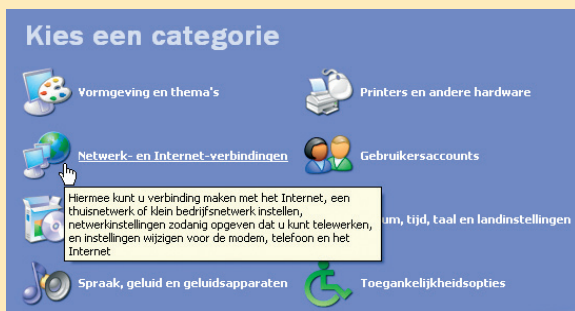 Kies een categorie
Vormgeving en thema's
Printers en andere hardware
Netwerk- en Internet-verbindingen
Gebruikersaccounts
Hiermee kunt u verbinding maken met het Internet, een
thuisnetwerk of klein bedrijfsnetwerk instellen,
netwerkinstellingen zodanig opgeven dat u kunt telewerken,
en instellingen wijzigen voor de modem, telefoon en het
Internet
tijd, taal en landinstellingen
Spraak, geluid en geluidsapparaten
Toegankelijkheidsopties